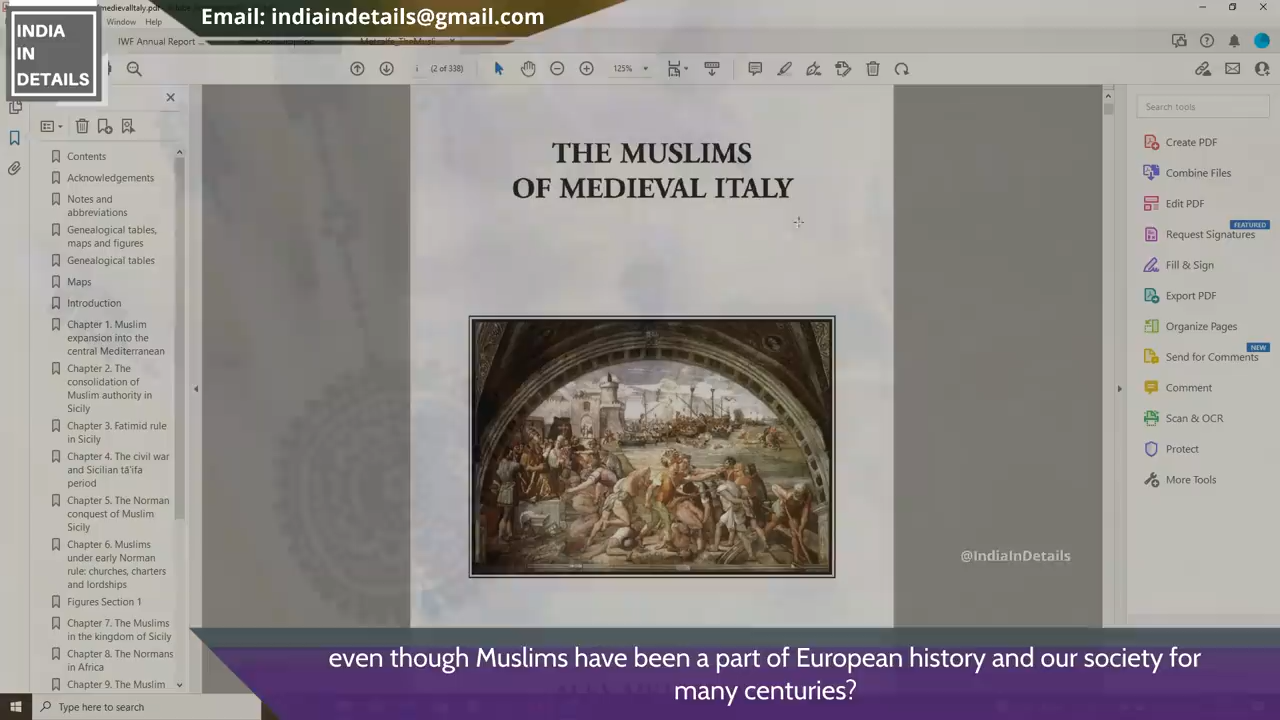 Email: indiaindetails@gmail.com
INDIA
IN
DETAILS
medievalItaly.pdf
Window Help
IWF Annual Report ...
(2 of 338)
125%
THE MUSLIMS
OF MEDIEVAL ITALY
Contents
Acknowledgements
Notes and
abbreviations
Genealogical tables,
maps and figures
Genealogical tables
Maps
Introduction
Chapter 1. Muslim
expansion into the
central Mediterranean
Chapter 2. The
consolidation of
Muslim authority in
Sicily
Chapter 3. Fatimid rule
in Sicily
Chapter 4. The civil war
and Sicilian tā'ifa
period
Chapter 5. The Norman
conquest of Muslim
Sicily
Chapter 6. Muslims
under early Norman
rule: churches, charters
and lordships
Figures Section 1
Chapter 7. The Muslims
in the kingdom of Sicily
Chapter 8. The Normans
in Africa
Chapter 9. The Muslim
Search tools
Create PDF
Combine Files
Edit PDF
FEATURED
Request Signatures
Fill & Sign
Export PDF
Organize Pages
NEW
Send for Comments
Comment
Scan & OCR
Protect
More Tools
@IndiaInDetails
even though Muslims have been a part of European history and our society for
many centuries?
Type here to search